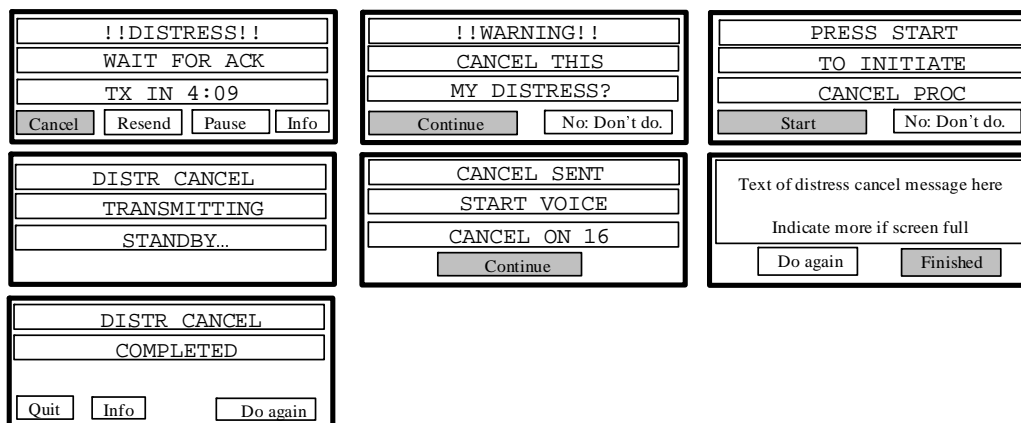 !!DISTRESS!!
WAIT FOR ACK
TX IN 4:09
Cancel Resend Pause Info
!!WARNING!!
CANCEL THIS
MY DISTRESS?
Continue No: Don't do.
PRESS START
TO INITIATE
CANCEL PROC
Start No: Don't do.
DISTR CANCEL
TRANSMITTING
STANDBY…
CANCEL SENT
START VOICE
CANCEL ON 16
Continue
Text of distress cancel message here
Indicate more if screen full
Do again Finished
DISTR CANCEL
COMPLETED
Quit Info Do again